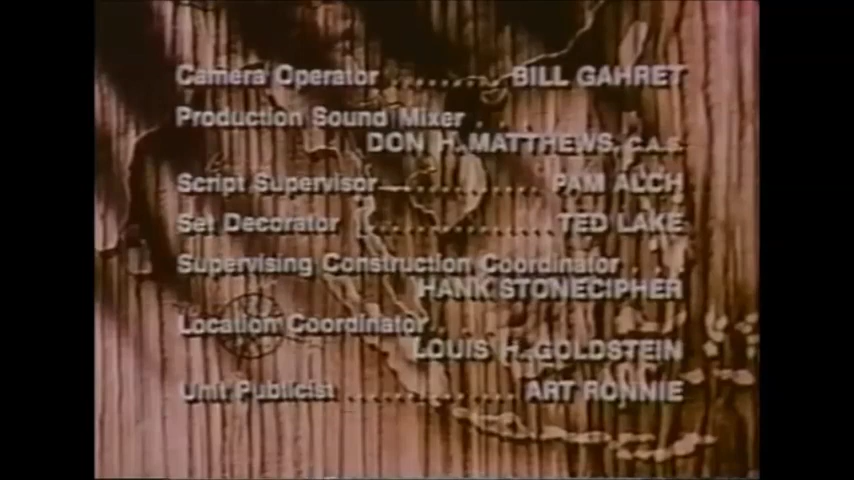 Camera Operator ........ BILL GAHRET
Production Sound Mixer ....
DON H. MATTHEWS, C.A.S.
Script Supervisor ............ PAM ALCH
Set Decorator ................ TED LAKE
Supervising Construction Coordinator ....
HANK STONECIPHER
Location Coordinator ....
LOUIS H. GOLDSTEIN
Unit Publicist .............. ART RONNIE